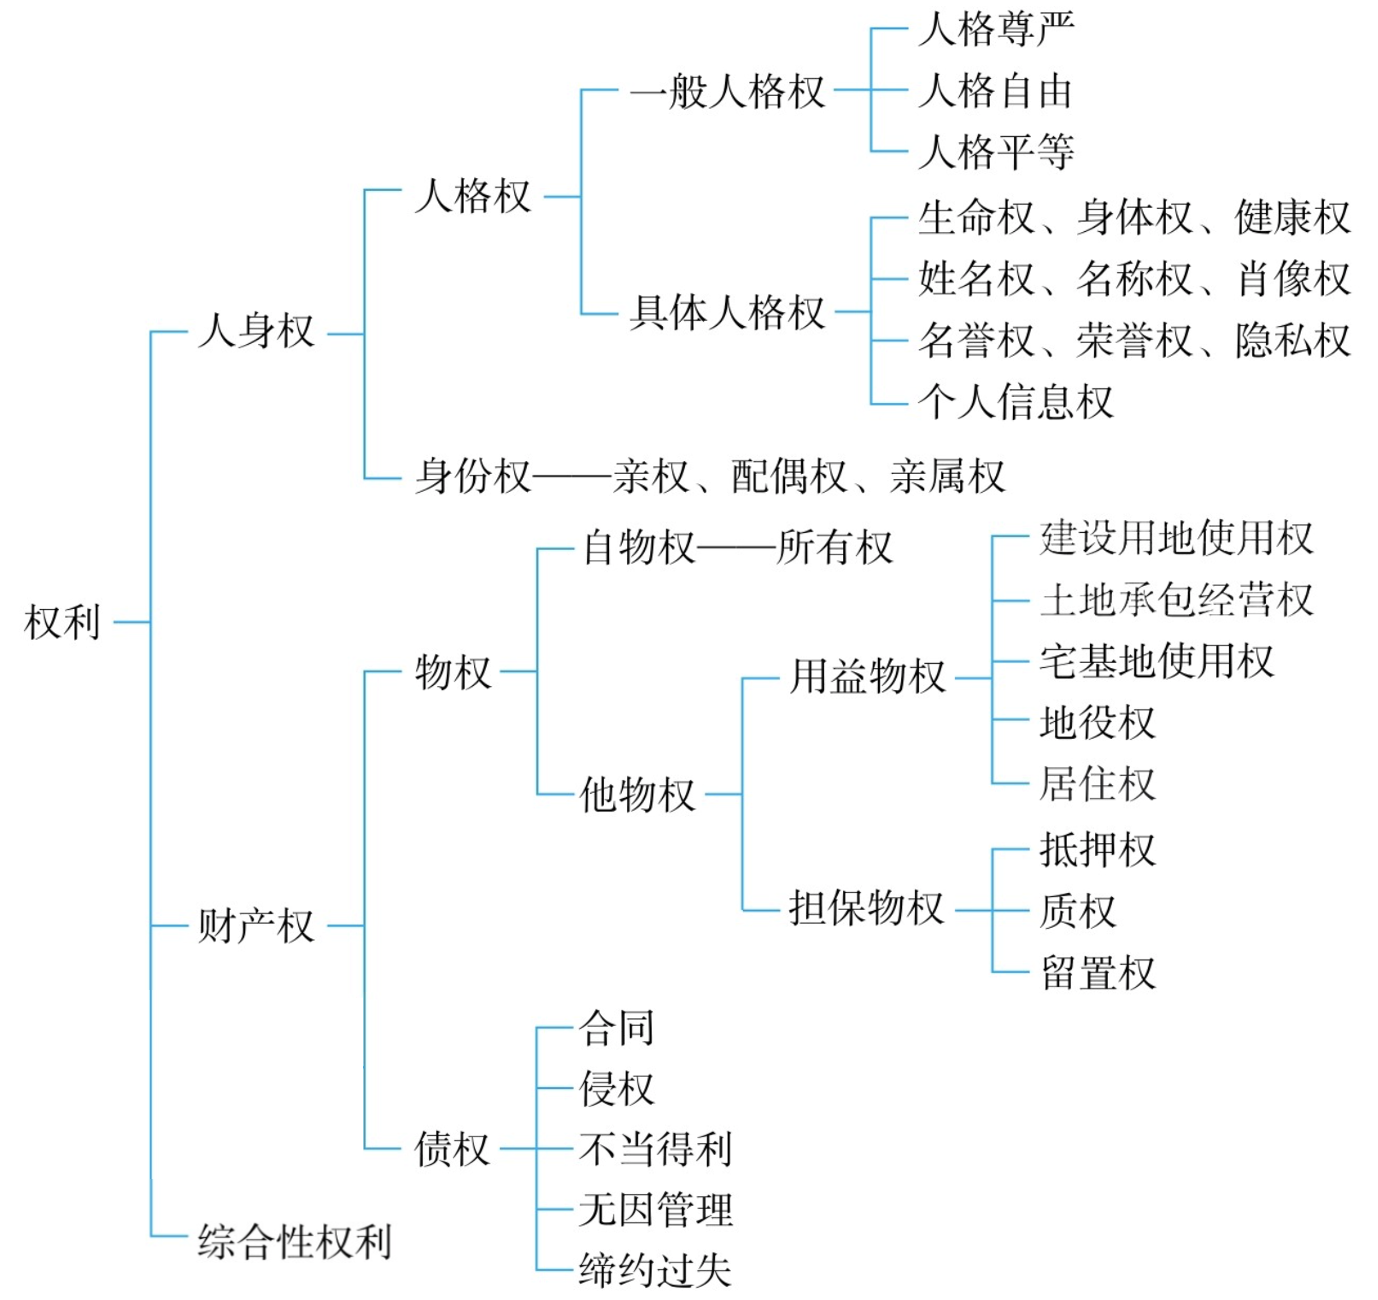 人格尊严
一般人格权
人格自由
人格平等
人格权
生命权、身体权、健康权
姓名权、名称权、肖像权
具体人格权
名誉权、荣誉权、隐私权
个人信息权
人身权
身份权——亲权、配偶权、亲属权
自物权——所有权
建设用地使用权
土地承包经营权
宅基地使用权
用益物权
地役权
居住权
物权
他物权
抵押权
担保物权
质权
留置权
权利
财产权
合同
侵权
债权
不当得利
无因管理
缔约过失
综合性权利